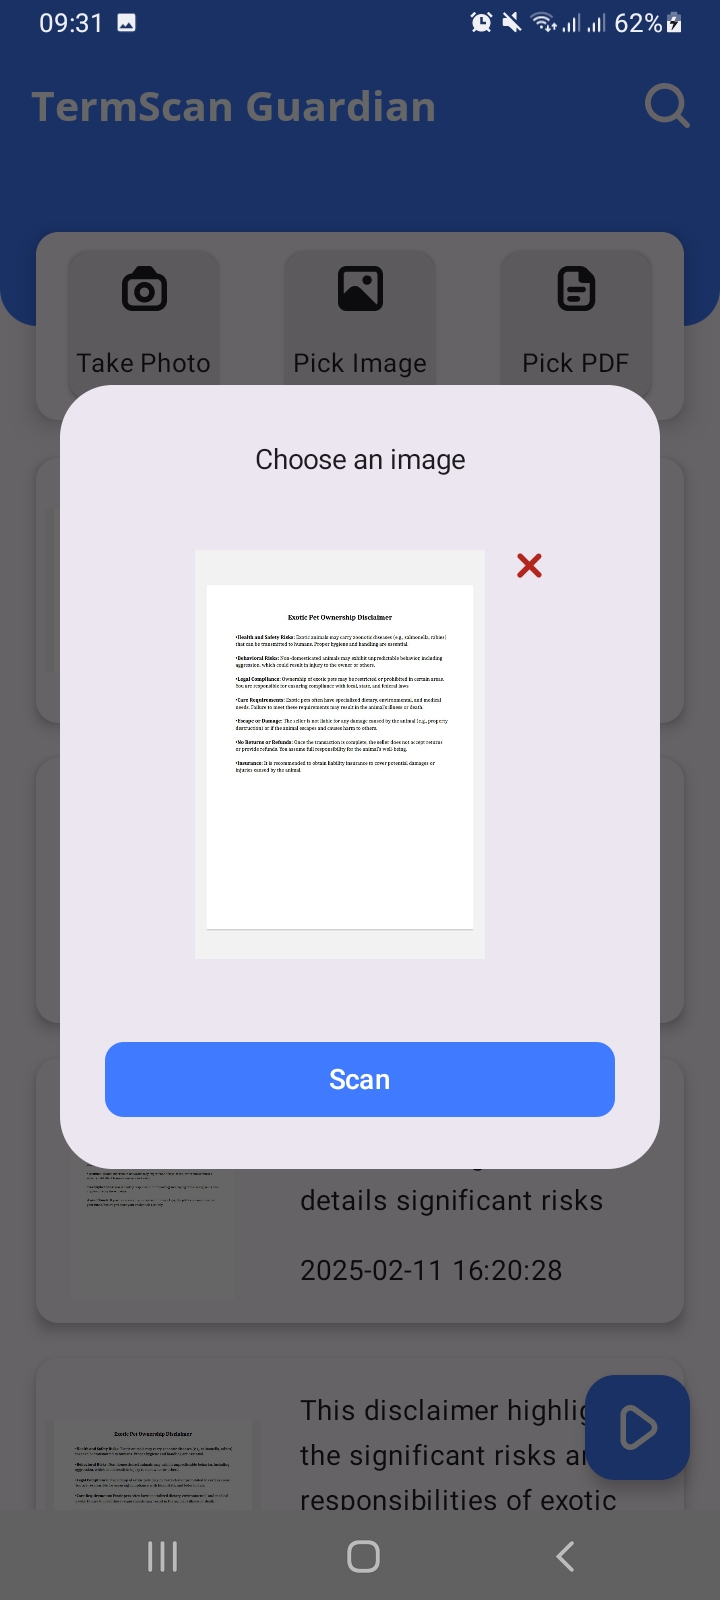 09:31
62%
TermScan Guardian
Take Photo
Pick Image
Pick PDF
Choose an image
Exotic Pet Ownership Disclaimer
•Health and Safety Risks: Exotic animals may carry zoonotic diseases (e.g., salmonella, rabies)
that can be transmitted to humans. Proper hygiene and handling are essential.
•Behavioral Risks: Non-domesticated animals may exhibit unpredictable behavior, including
aggression, which could result in injury to the owner or others.
•Legal Compliance: Ownership of exotic pets may be restricted or prohibited in certain areas.
You are responsible for ensuring compliance with local, state, and federal laws
•Care Requirements: Exotic pets often have specialized dietary, environmental, and medical
needs. Failure to meet these requirements may result in the animal's illness or death.
•Escape or Damage: The seller is not liable for any damage caused by the animal (e.g., property
destruction) or if the animal escapes and causes harm to others.
•No Returns or Refunds: Once the transaction is complete, the seller does not accept returns
or provide refunds. You assume full responsibility for the animal's well-being.
•Insurance: It is recommended to obtain liability insurance to cover potential damages or
injuries caused by the animal.
Scan
details significant risks
2025-02-11 16:20:28
Exotic Pet Ownership Disclaimer
This disclaimer highlig
the significant risks a
responsibilities of exotic